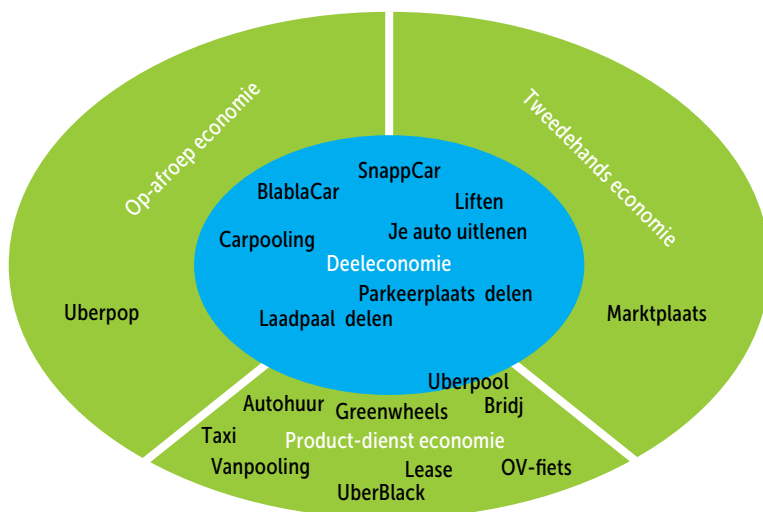 Op-afroep economie
Tweedehands economie
SnappCar
BlablaCar
Liften
Je auto uitlenen
Carpooling
Deeleconomie
Parkeerplaats delen
Uberpop
Laadpaal delen
Marktplaats
Uberpool
Autohuur
Greenwheels
Bridj
Taxi
Product-dienst economie
Vanpooling
Lease
OV-fiets
UberBlack